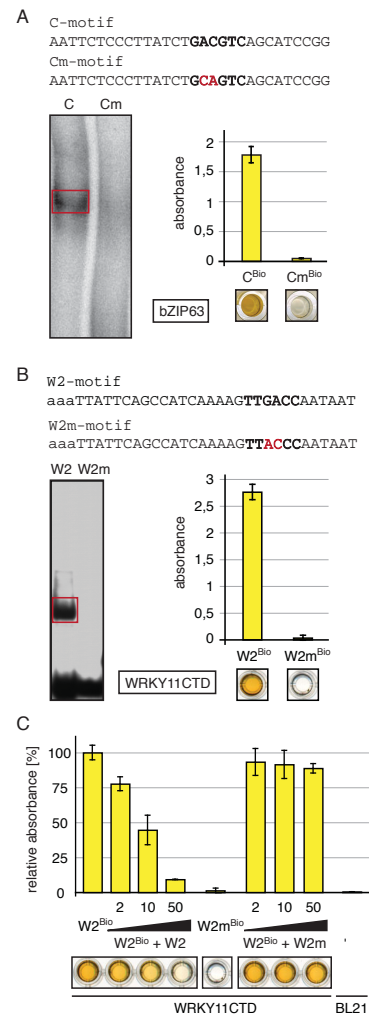 A
C-motif
AATTCTCCCTTATCTGACGTCAGCATCCGG
Cm-motif
AATTCTCCCTTATCTGCAGTCAGCATCCGG
C Cm
absorbance
2
1,5
1
0,5
0
C^Bio Cm^Bio
bZIP63
B
W2-motif
aaaTTATTCAGCCATCAAAAGTTGACCAATAAT
W2m-motif
aaaTTATTCAGCCATCAAAAGTTACCCAATAAT
W2 W2m
absorbance
3
2,5
2
1,5
1
0,5
0
W2^Bio W2m^Bio
WRKY11CTD
C
relative absorbance [%]
100
75
50
25
0
W2^Bio 2 10 50 W2m^Bio 2 10 50
W2^Bio + W2 W2^Bio + W2m
WRKY11CTD BL21